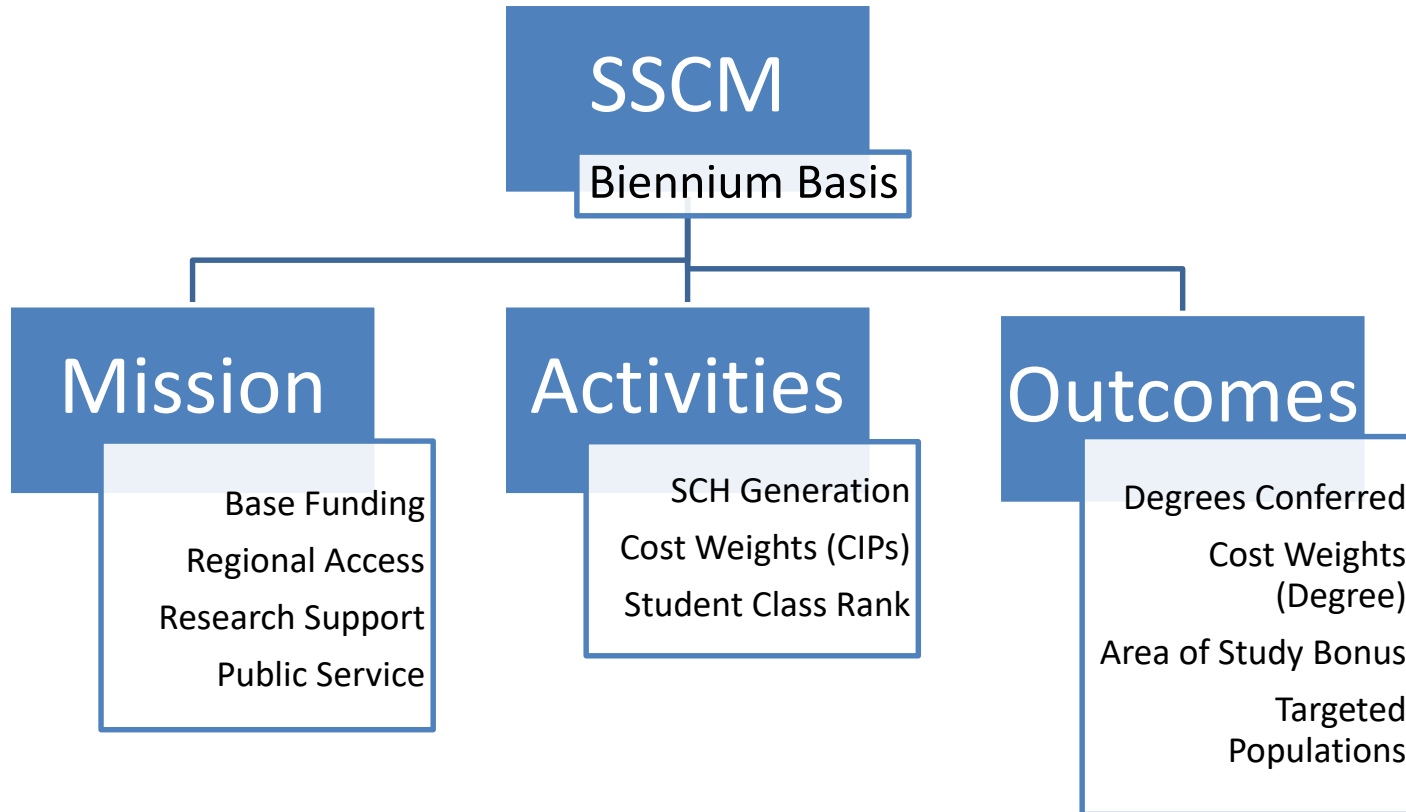 SSCM
Biennium Basis
Mission
Base Funding
Regional Access
Research Support
Public Service
Activities
SCH Generation
Cost Weights (CIPs)
Student Class Rank
Outcomes
Degrees Conferred
Cost Weights
(Degree)
Area of Study Bonus
Targeted
Populations